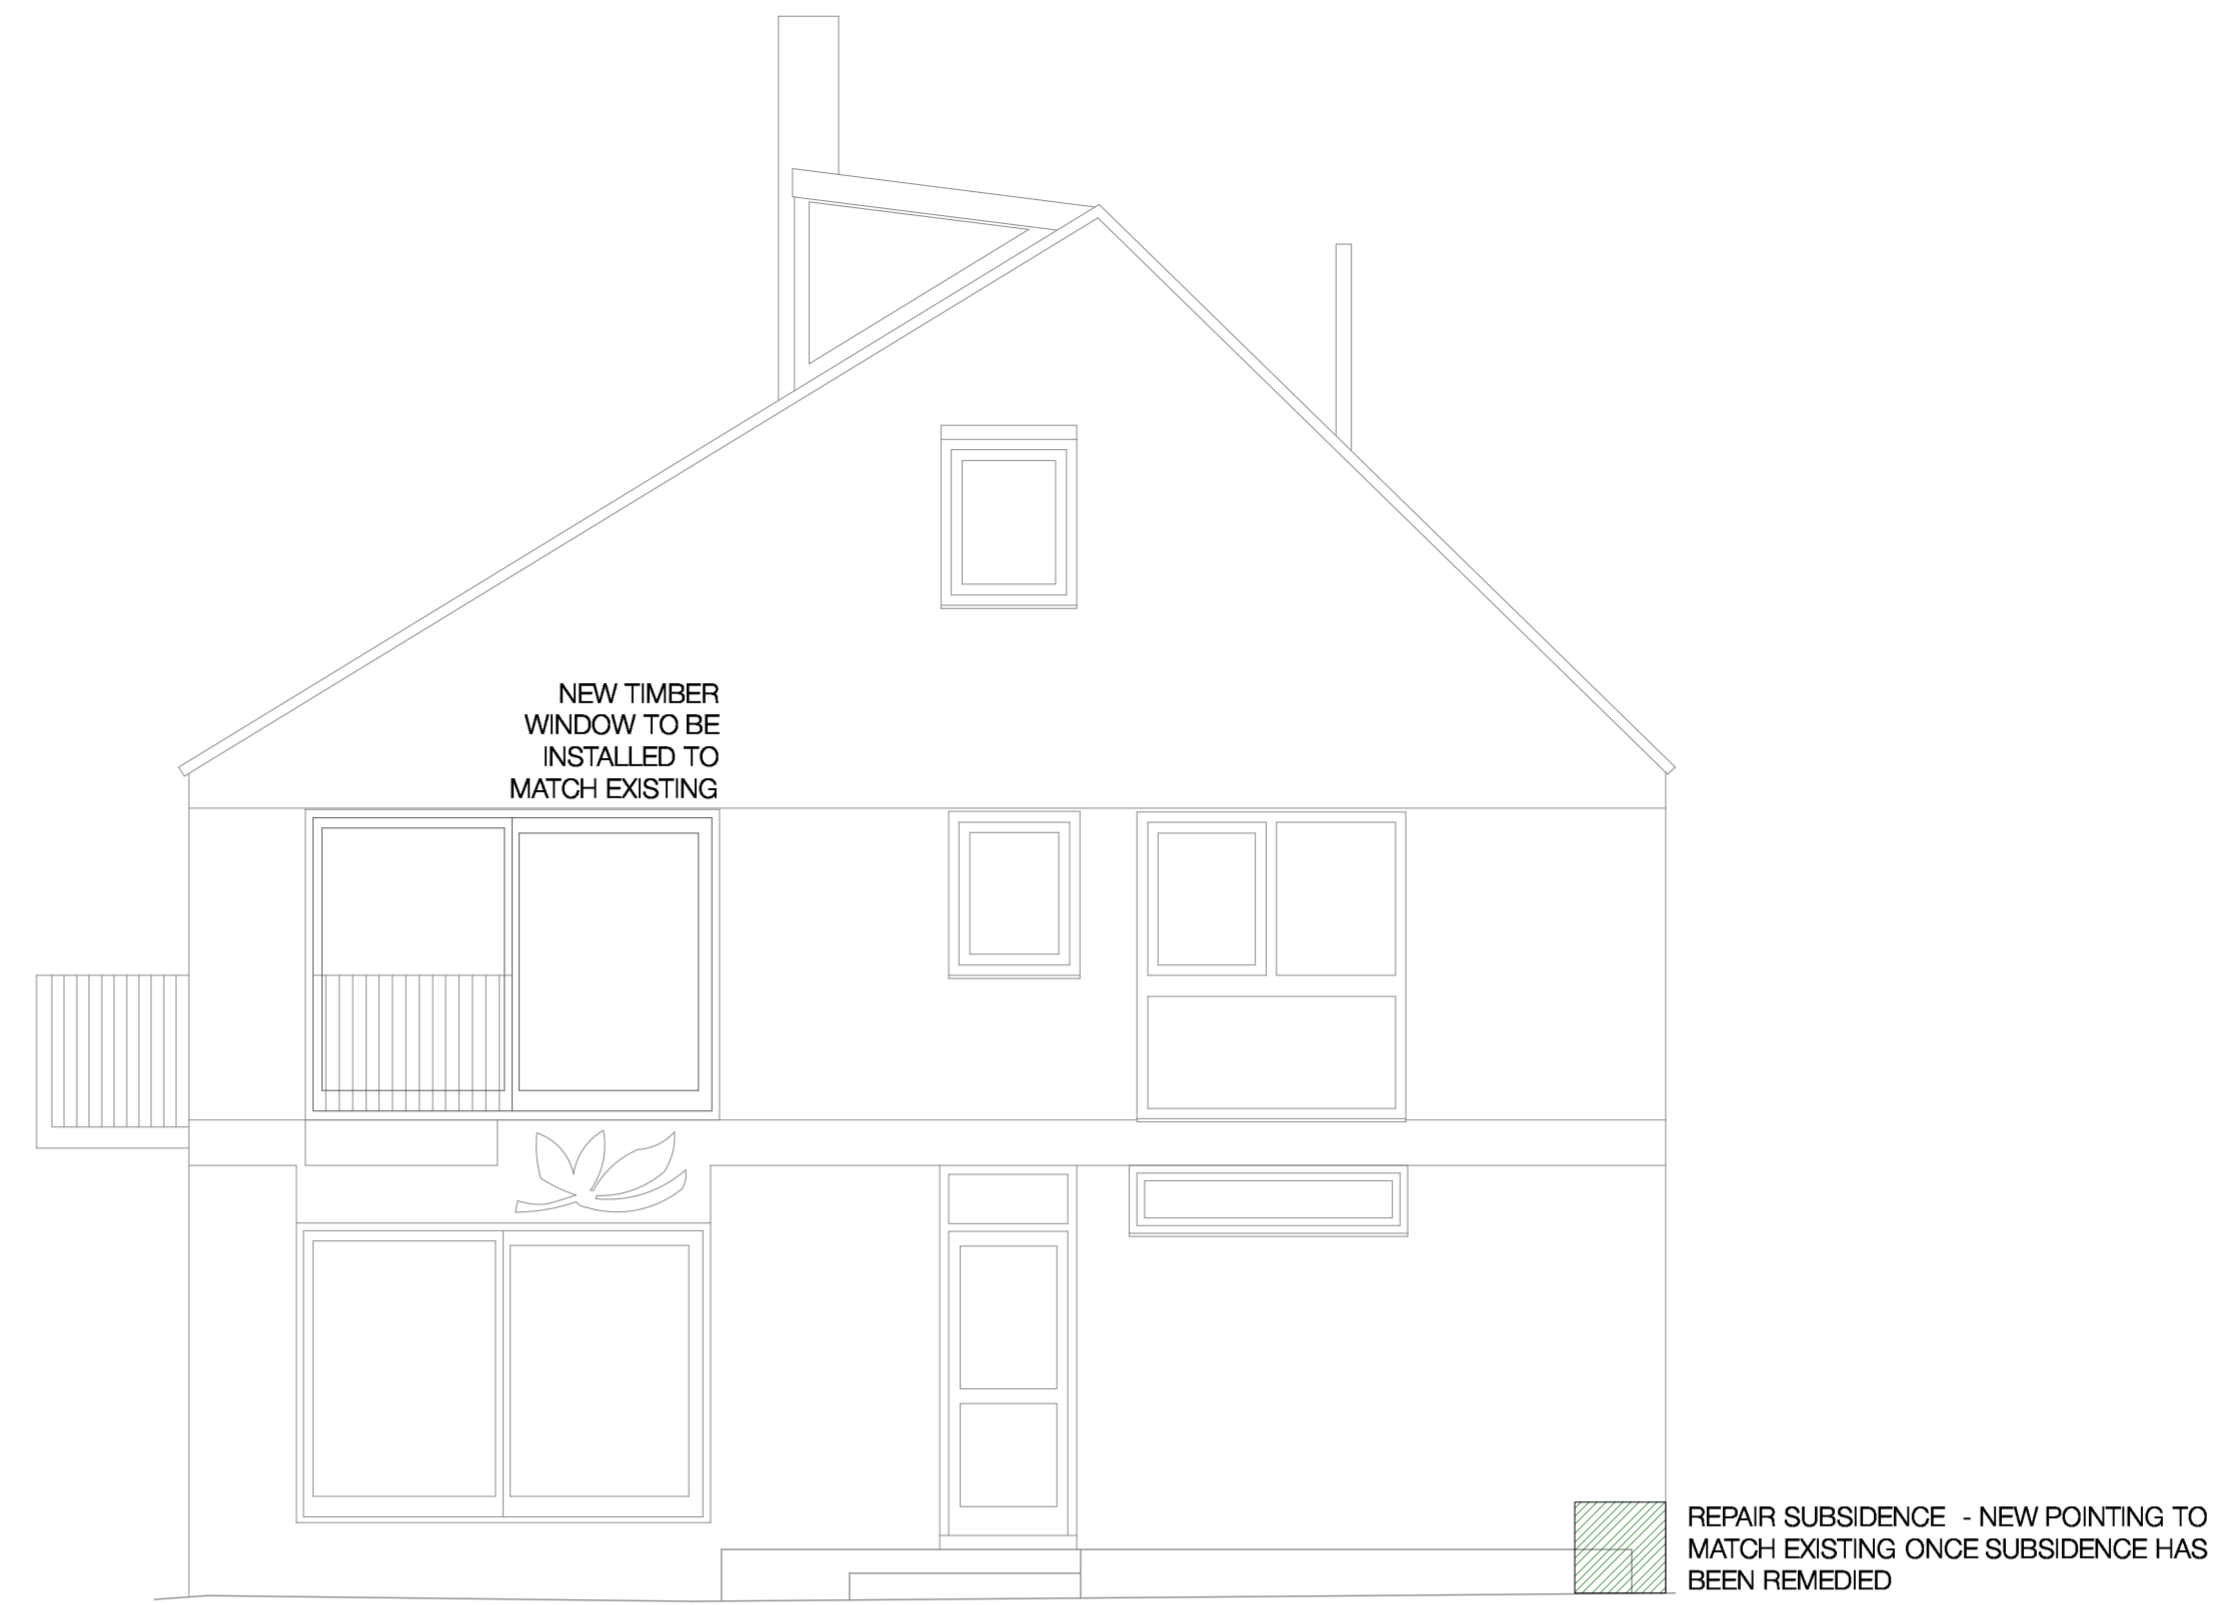 NEW TIMBER
WINDOW TO BE
INSTALLED TO
MATCH EXISTING
REPAIR SUBSIDENCE - NEW POINTING TO
MATCH EXISTING ONCE SUBSIDENCE HAS
BEEN REMEDIED